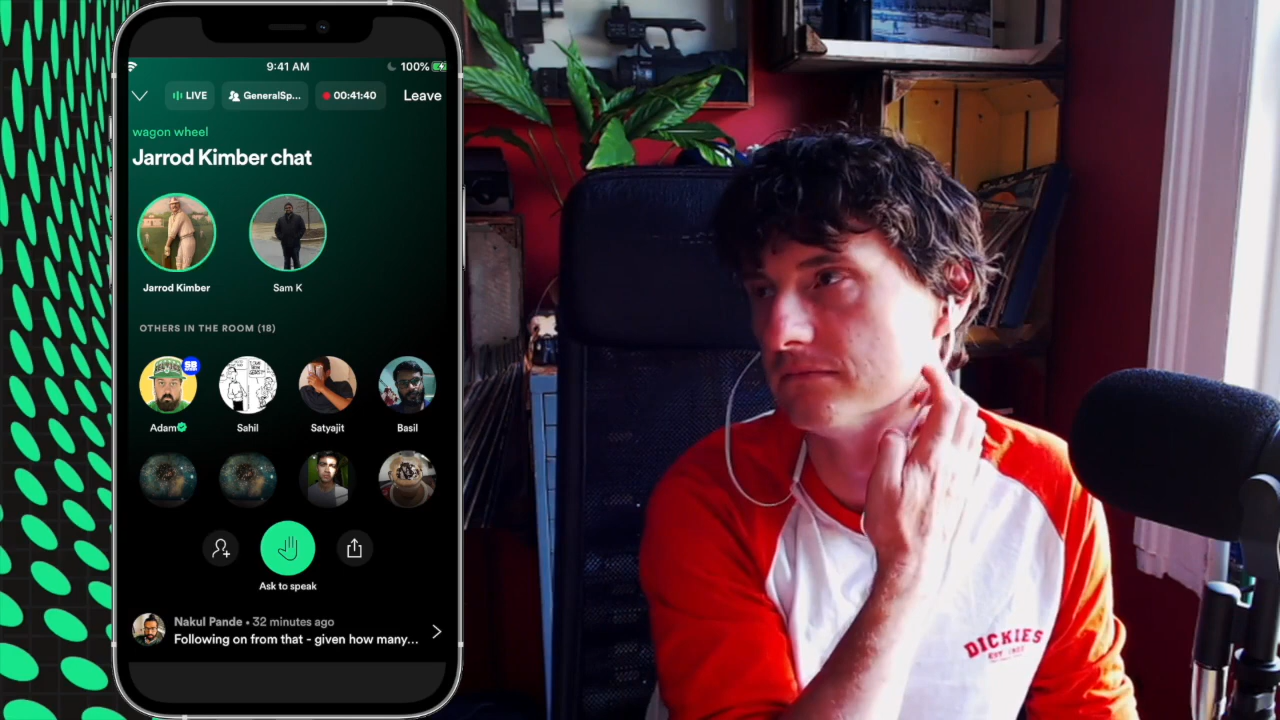 9:41 AM
100%
LIVE
GeneralSp...
00:41:40
Leave
wagon wheel
Jarrod Kimber chat
Jarrod Kimber
Sam K
OTHERS IN THE ROOM (18)
Adam
Sahil
Satyajit
Basil
Ask to speak
Nakul Pande • 32 minutes ago
Following on from that - given how many...
DICKIES